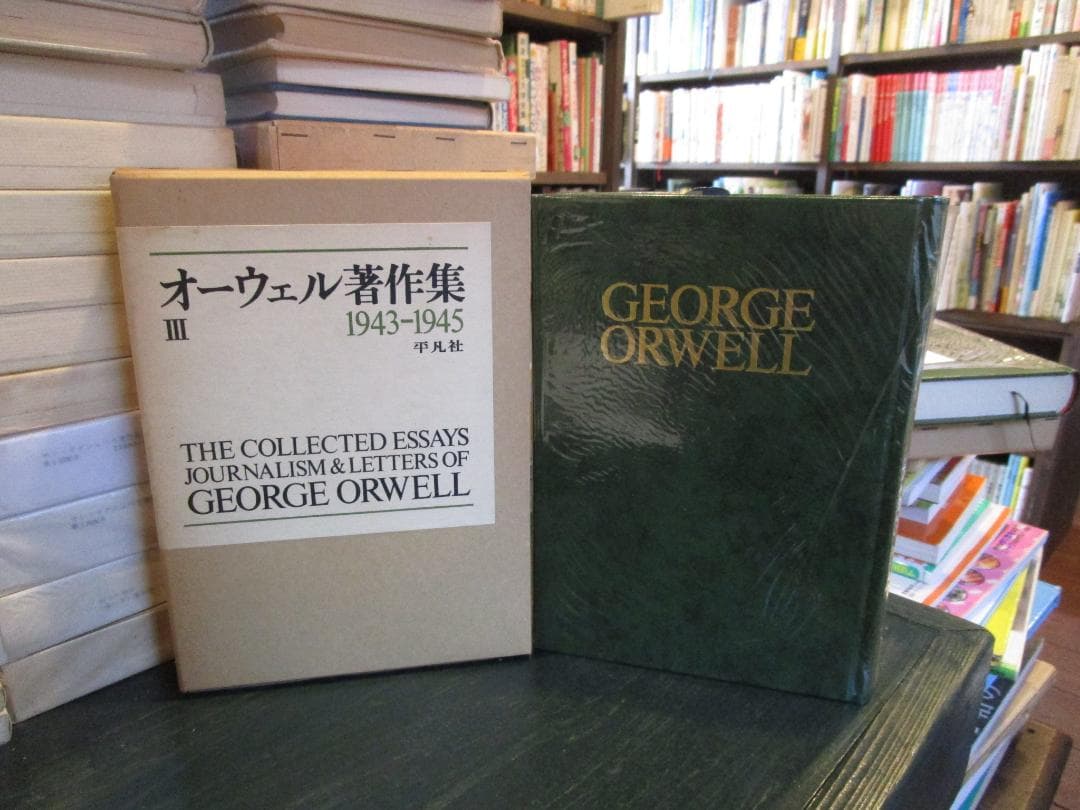 オーウェル著作集
III
1943-1945
平凡社
THE COLLECTED ESSAYS
JOURNALISM & LETTERS OF
GEORGE ORWELL
GEORGE
ORWELL